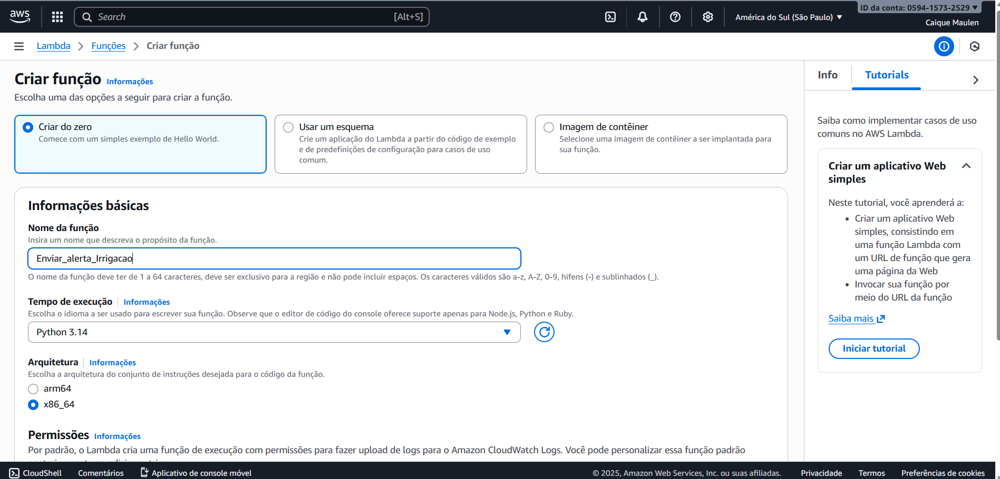 aws
Search
[Alt+S]
América do Sul (São Paulo) ▼
ID da conta: 0594-1573-2529 ▼
Caique Maulen
Lambda > Funções > Criar função
Criar função Informações
Escolha uma das opções a seguir para criar a função.
Criar do zero
Comece com um simples exemplo de Hello World.
Usar um esquema
Crie um aplicação do Lambda a partir do código de exemplo
e de predefinições de configuração para casos de uso
comum.
Imagem de contêiner
Selecione uma imagem de contêiner a ser implantada para
sua função.
Informações básicas
Nome da função
Insira um nome que descreva o propósito da função.
Enviar_alerta_Irrigacao
O nome da função deve ter de 1 a 64 caracteres, deve ser exclusivo para a região e não pode incluir espaços. Os caracteres válidos são a-z, A-Z, 0-9, hifens (-) e sublinhados (_).
Tempo de execução Informações
Escolha o idioma a ser usado para escrever sua função. Observe que o editor de código do console oferece suporte apenas para Node.js, Python e Ruby.
Python 3.14
Arquitetura Informações
Escolha a arquitetura do conjunto de instruções desejada para o código da função.
arm64
x86_64
Permissões Informações
Por padrão, o Lambda cria uma função de execução com permissões para fazer upload de logs para o Amazon CloudWatch Logs. Você pode personalizar essa função padrão
Info
Tutorials
Saiba como implementar casos de uso
comuns no AWS Lambda.
Criar um aplicativo Web
simples
Neste tutorial, você aprenderá a:
• Criar um aplicativo Web
simples, consistindo em
uma função Lambda com
um URL de função que gera
uma página da Web
• Invocar sua função por
meio do URL da função
Saiba mais
Iniciar tutorial
CloudShell
Comentários
Aplicativo de console móvel
© 2025, Amazon Web Services, Inc. ou suas afiliadas.
Privacidade
Termos
Preferências de cookies